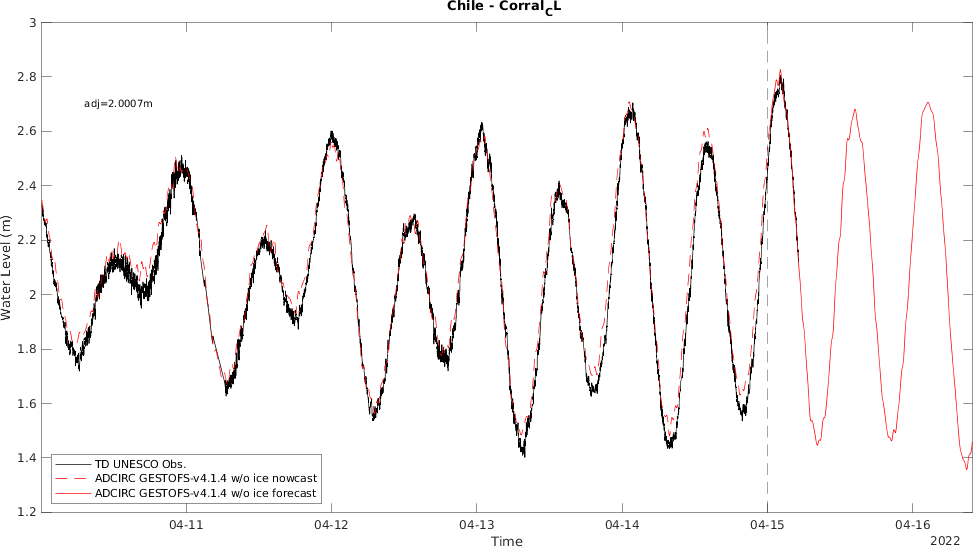 Chile - Corral_CL
3
2.8
adj=2.0007m
2.6
2.4
2.2
Water Level (m)
2
1.8
1.6
1.4
1.2
TD UNESCO Obs.
ADCIRC GESTOFS-v4.1.4 w/o ice nowcast
ADCIRC GESTOFS-v4.1.4 w/o ice forecast
04-11 04-12 04-13 04-14 04-15 04-16
Time
2022